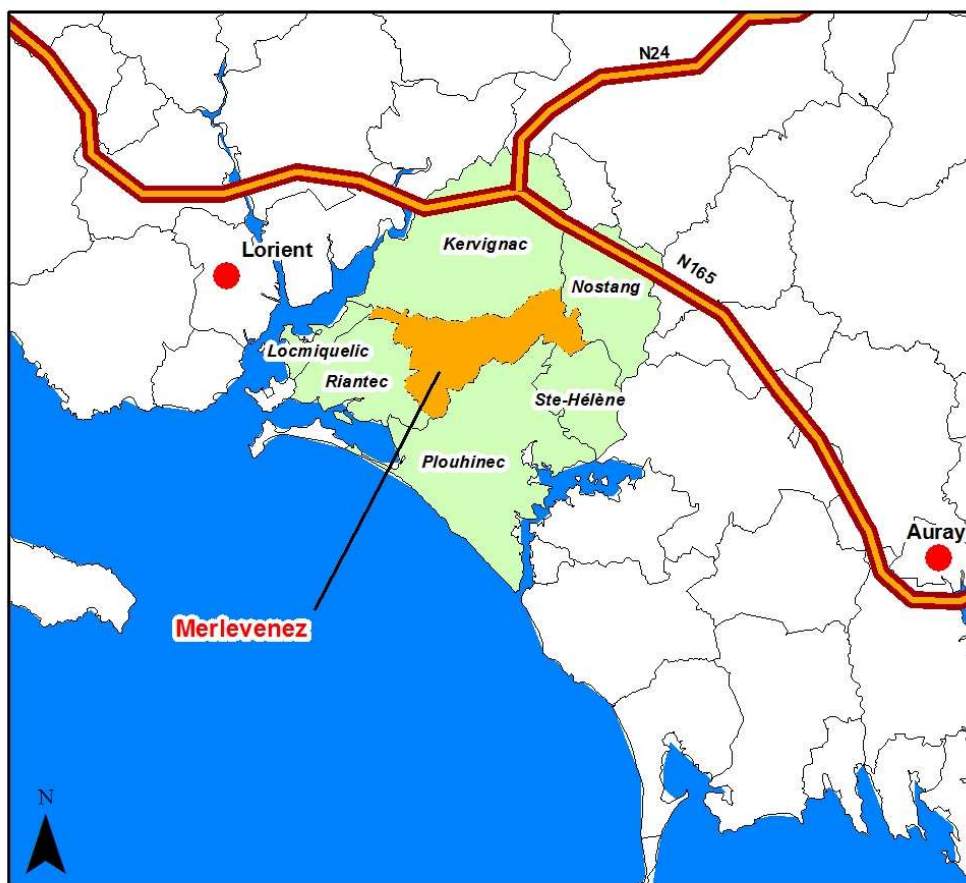 N24
Lorient
Kervignac
N165
Nostang
Locmiquelic
Riantec
Ste-Hélène
Plouhinec
Auray
Merlevenez
N